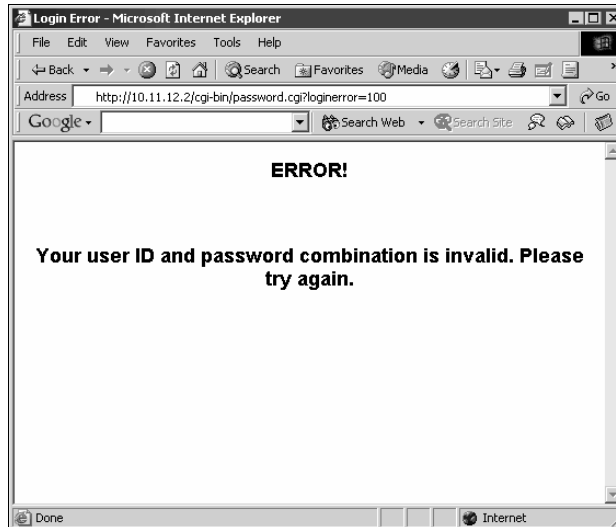 Login Error - Microsoft Internet Explorer
File Edit View Favorites Tools Help
Back Search Favorites Media
Address http://10.11.12.2/cgi-bin/password.cgi?loginerror=100 Go
Google Search Web Search Site
ERROR!
Your user ID and password combination is invalid. Please
try again.
Done Internet